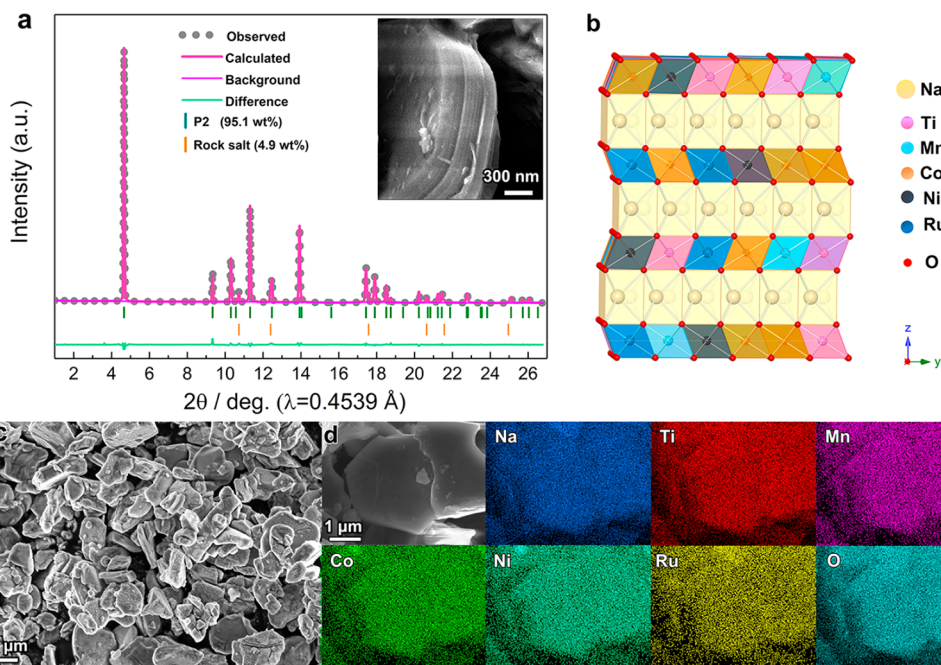 a
Intensity (a.u.)
Observed
Calculated
Background
Difference
P2 (95.1 wt%)
Rock salt (4.9 wt%)
300 nm
2 4 6 8 10 12 14 16 18 20 22 24 26
2θ / deg. (λ=0.4539 Å)
b
Na
Ti
Mn
Co
Ni
Ru
O
z
y
c
μm
d
1 μm
Na
Ti
Mn
Co
Ni
Ru
O